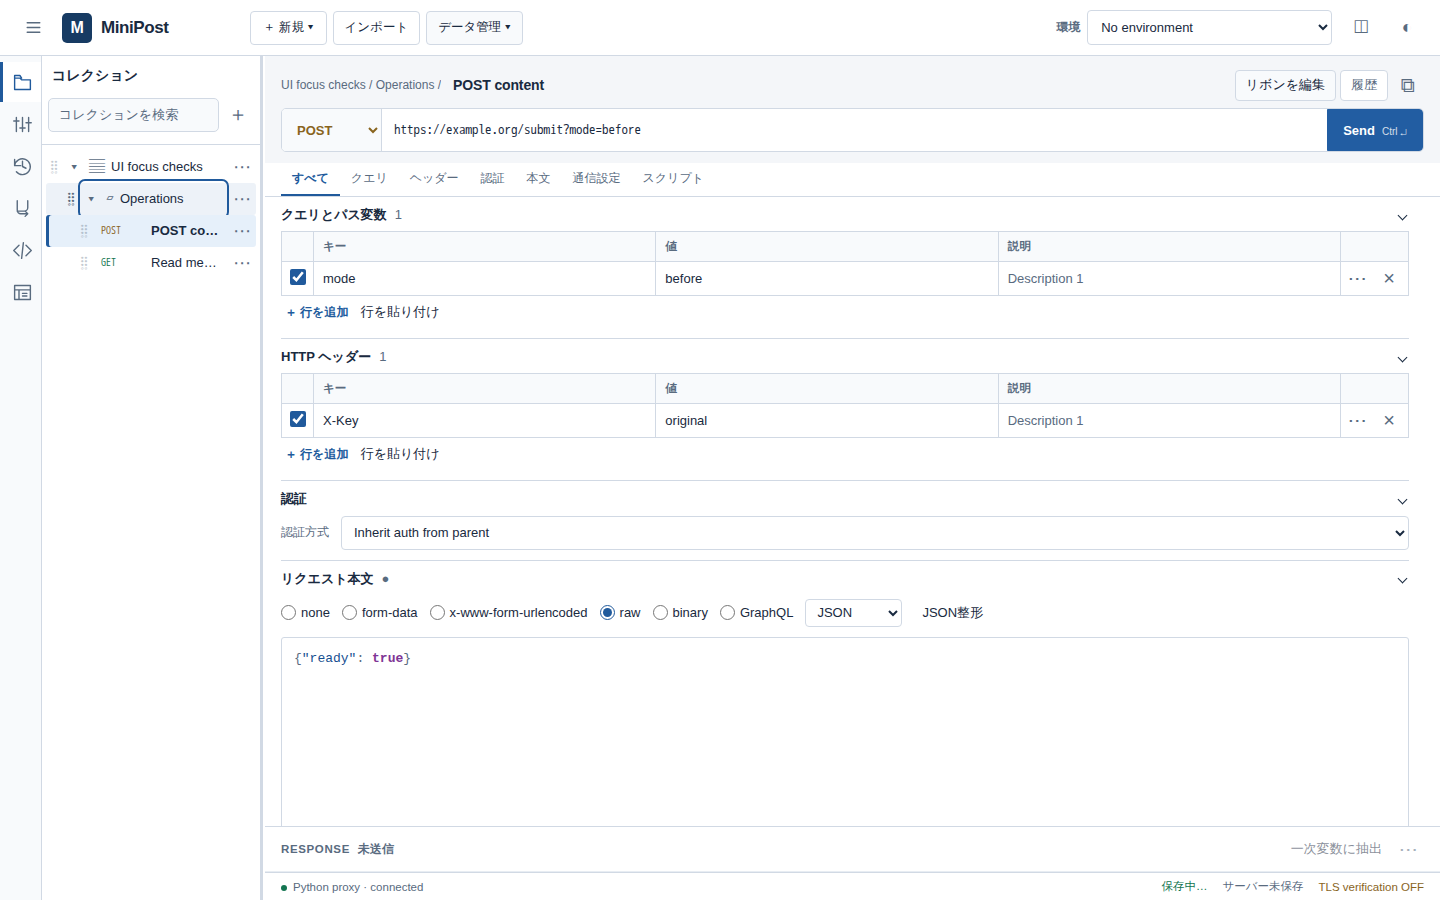 M MiniPost ＋ 新規 ▾ インポート データ管理 ▾ 環境 No environment
コレクション
コレクションを検索 ＋
UI focus checks ···
Operations ···
POST POST co… ···
GET Read me… ···
UI focus checks / Operations / POST content リボンを編集 履歴
POST https://example.org/submit?mode=before Send Ctrl ⏎
すべて クエリ ヘッダー 認証 本文 通信設定 スクリプト
クエリとパス変数 1
キー 値 説明
mode before Description 1 ··· ×
＋ 行を追加 行を貼り付け
HTTP ヘッダー 1
キー 値 説明
X-Key original Description 1 ··· ×
＋ 行を追加 行を貼り付け
認証
認証方式 Inherit auth from parent
リクエスト本文 ●
none form-data x-www-form-urlencoded raw binary GraphQL JSON JSON整形
{"ready": true}
RESPONSE 未送信 一次変数に抽出 ···
Python proxy · connected 保存中… サーバー未保存 TLS verification OFF